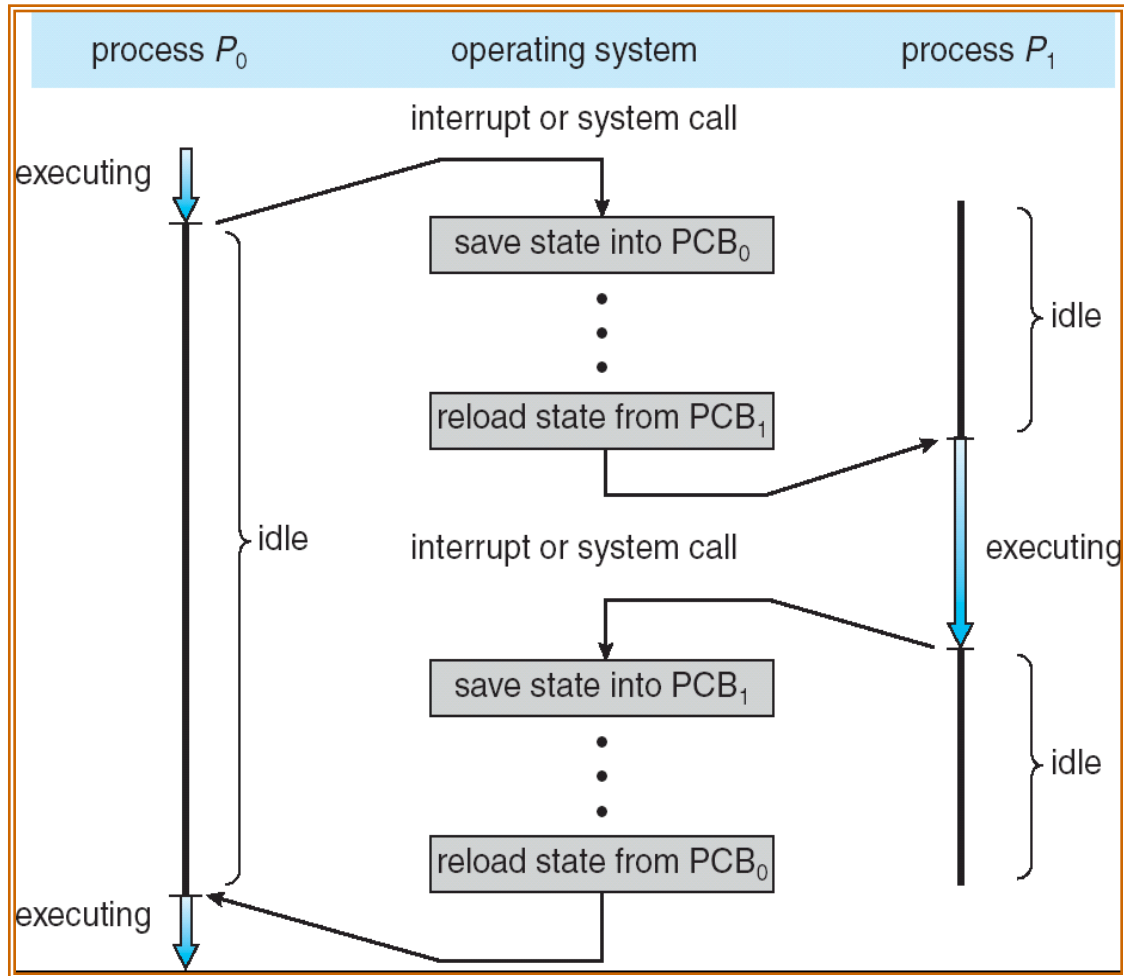 process P₀ operating system process P₁
interrupt or system call
executing
save state into PCB₀
idle
reload state from PCB₁
idle
interrupt or system call
executing
save state into PCB₁
idle
reload state from PCB₀
executing